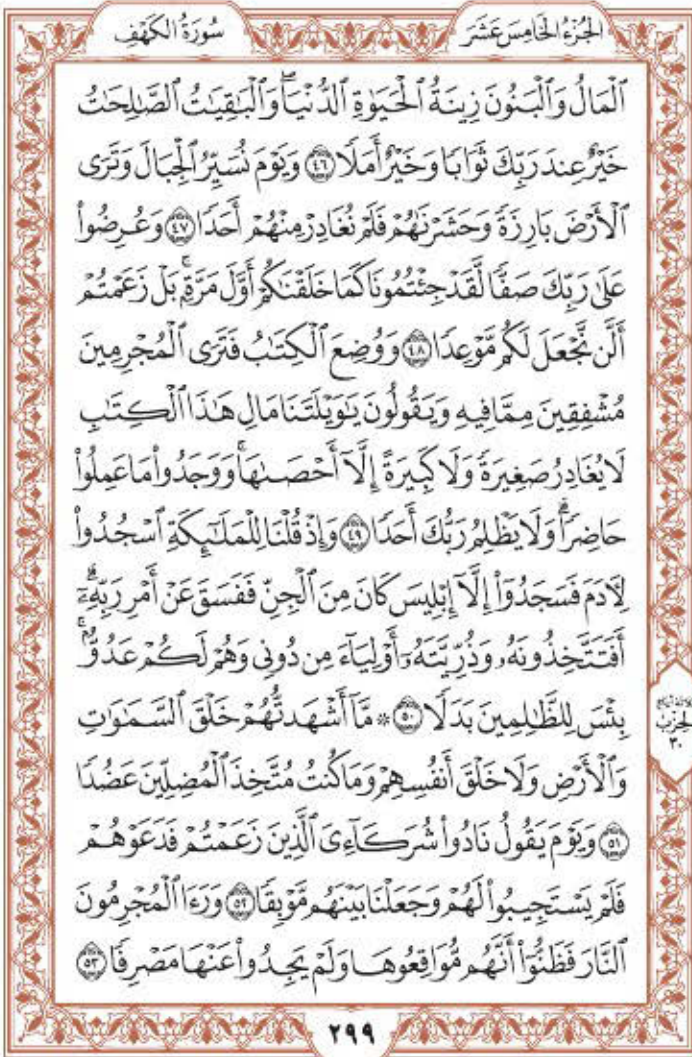 الجُزْءُ الخَامِسَ عَشَرَ
سُورَةُ الكَهْفِ
ٱلْمَالُ وَٱلْبَنُونَ زِينَةُ ٱلْحَيَوٰةِ ٱلدُّنْيَاۖ وَٱلْبَٰقِيَٰتُ ٱلصَّٰلِحَٰتُ
خَيْرٌ عِندَ رَبِّكَ ثَوَابًا وَخَيْرٌ أَمَلًا ٤٦ وَيَوْمَ نُسَيِّرُ ٱلْجِبَالَ وَتَرَى
ٱلْأَرْضَ بَارِزَةً وَحَشَرْنَٰهُمْ فَلَمْ نُغَادِرْ مِنْهُمْ أَحَدًا ٤٧ وَعُرِضُوا۟
عَلَىٰ رَبِّكَ صَفًّا لَّقَدْ جِئْتُمُونَا كَمَا خَلَقْنَٰكُمْ أَوَّلَ مَرَّةٍۭۚ بَلْ زَعَمْتُمْ
أَلَّن نَّجْعَلَ لَكُم مَّوْعِدًا ٤٨ وَوُضِعَ ٱلْكِتَٰبُ فَتَرَى ٱلْمُجْرِمِينَ
مُشْفِقِينَ مِمَّا فِيهِ وَيَقُولُونَ يَٰوَيْلَتَنَا مَالِ هَٰذَا ٱلْكِتَٰبِ
لَا يُغَادِرُ صَغِيرَةً وَلَا كَبِيرَةً إِلَّآ أَحْصَىٰهَاۚ وَوَجَدُوا۟ مَا عَمِلُوا۟
حَاضِرًاۗ وَلَا يَظْلِمُ رَبُّكَ أَحَدًا ٤٩ وَإِذْ قُلْنَا لِلْمَلَٰٓئِكَةِ ٱسْجُدُوا۟
لِءَادَمَ فَسَجَدُوٓا۟ إِلَّآ إِبْلِيسَ كَانَ مِنَ ٱلْجِنِّ فَفَسَقَ عَنْ أَمْرِ رَبِّهِۦٓۗ
أَفَتَتَّخِذُونَهُۥ وَذُرِّيَّتَهُۥٓ أَوْلِيَآءَ مِن دُونِى وَهُمْ لَكُمْ عَدُوٌّۢۚ
بِئْسَ لِلظَّٰلِمِينَ بَدَلًا ٥٠ ۞ مَّآ أَشْهَدتُّهُمْ خَلْقَ ٱلسَّمَٰوَٰتِ
وَٱلْأَرْضِ وَلَا خَلْقَ أَنفُسِهِمْ وَمَا كُنتُ مُتَّخِذَ ٱلْمُضِلِّينَ عَضُدًا
٥١ وَيَوْمَ يَقُولُ نَادُوا۟ شُرَكَآءِىَ ٱلَّذِينَ زَعَمْتُمْ فَدَعَوْهُمْ
فَلَمْ يَسْتَجِيبُوا۟ لَهُمْ وَجَعَلْنَا بَيْنَهُم مَّوْبِقًا ٥٢ وَرَءَا ٱلْمُجْرِمُونَ
ٱلنَّارَ فَظَنُّوٓا۟ أَنَّهُم مُّوَاقِعُوهَا وَلَمْ يَجِدُوا۟ عَنْهَا مَصْرِفًا ٥٣
الحِزْب
٣٠
٢٩٩